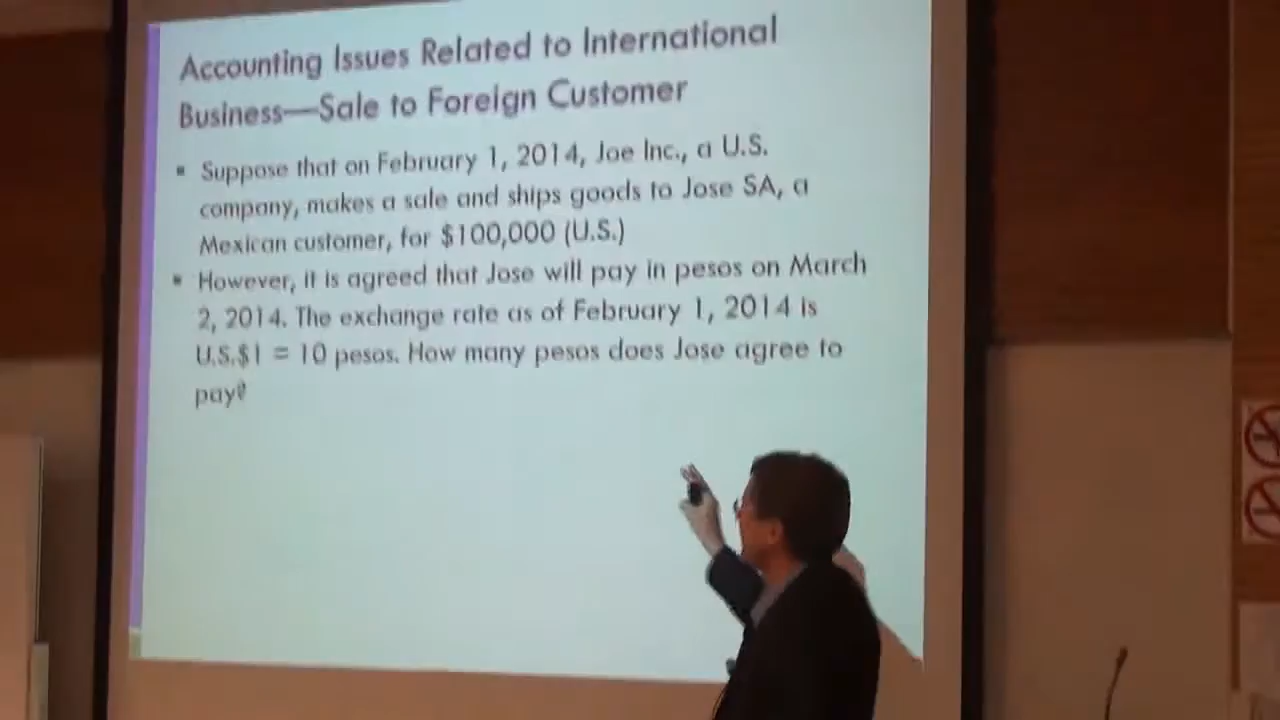 Accounting Issues Related to International
Business—Sale to Foreign Customer
▪ Suppose that on February 1, 2014, Joe Inc., a U.S.
company, makes a sale and ships goods to Jose SA, a
Mexican customer, for $100,000 (U.S.)
▪ However, it is agreed that Jose will pay in pesos on March
2, 2014. The exchange rate as of February 1, 2014 is
U.S.$1 = 10 pesos. How many pesos does Jose agree to
pay?